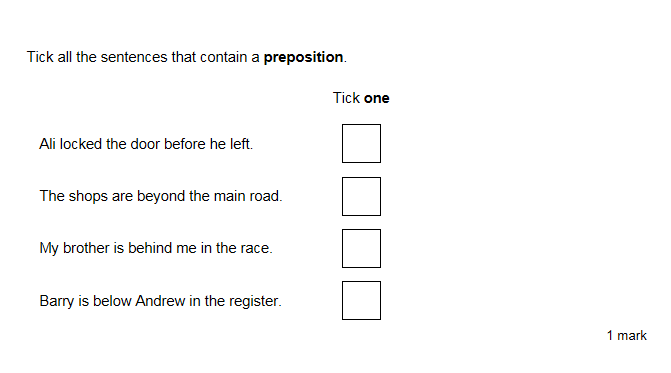 Tick all the sentences that contain a preposition.
Tick one
Ali locked the door before he left.
The shops are beyond the main road.
My brother is behind me in the race.
Barry is below Andrew in the register.
1 mark